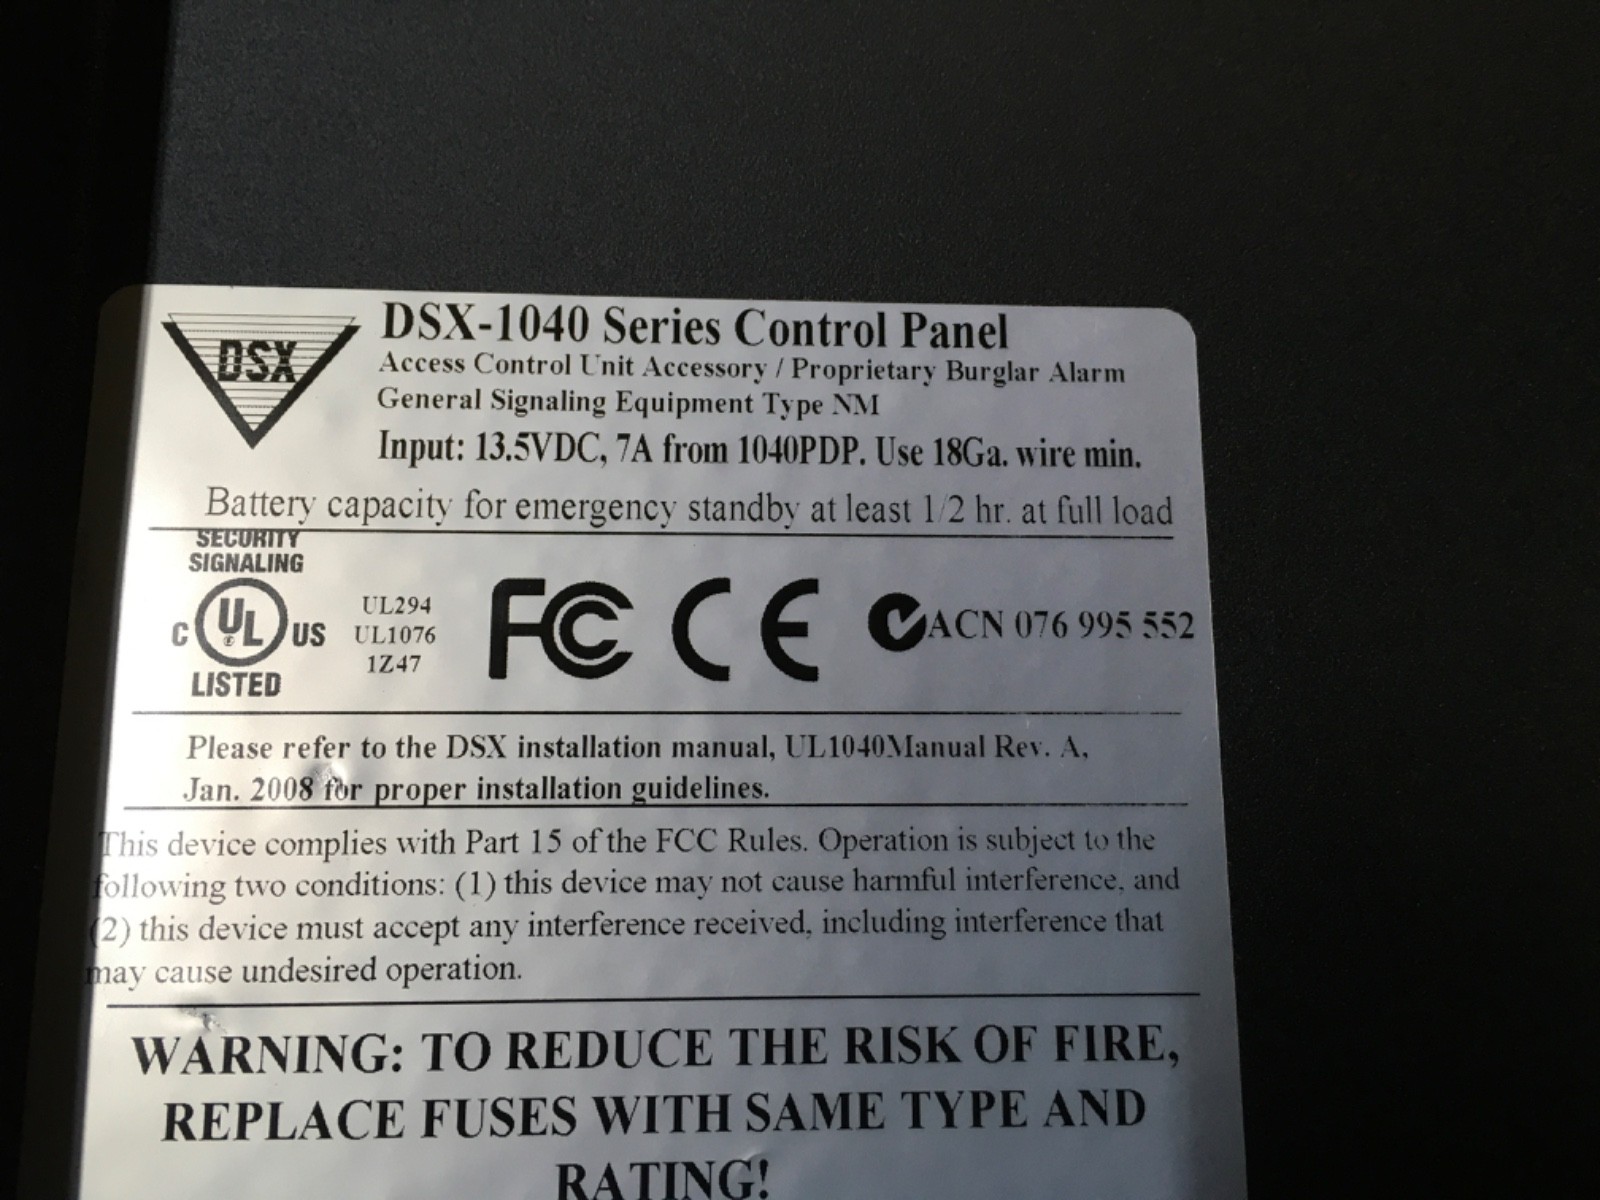 DSX
DSX-1040 Series Control Panel
Access Control Unit Accessory / Proprietary Burglar Alarm
General Signaling Equipment Type NM
Input: 13.5VDC, 7A from 1040PDP. Use 18Ga. wire min.
Battery capacity for emergency standby at least 1/2 hr. at full load
SECURITY
SIGNALING
C UL US
LISTED
UL294
UL1076
1Z47
FC CE
ACN 076 995 552
Please refer to the DSX installation manual, UL1040Manual Rev. A,
Jan. 2008 for proper installation guidelines.
This device complies with Part 15 of the FCC Rules. Operation is subject to the
following two conditions: (1) this device may not cause harmful interference, and
(2) this device must accept any interference received, including interference that
may cause undesired operation.
WARNING: TO REDUCE THE RISK OF FIRE,
REPLACE FUSES WITH SAME TYPE AND
RATING!